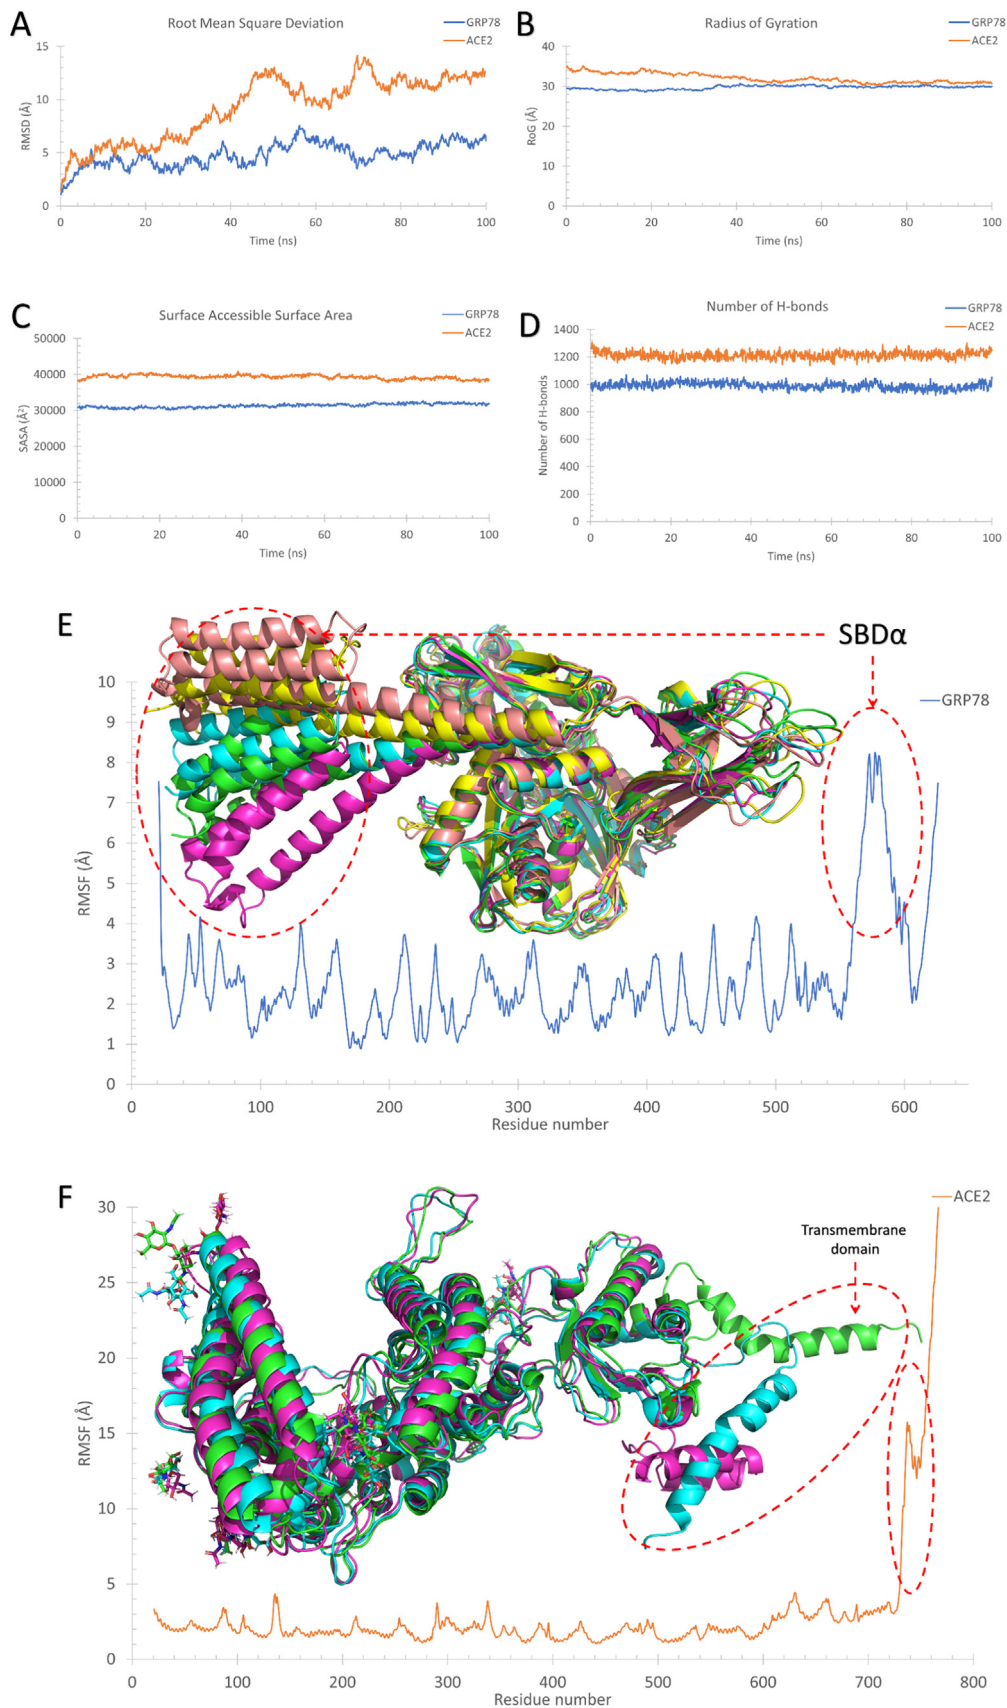 A
Root Mean Square Deviation
GRP78
ACE2
15
10
5
0
RMSD (Å)
0 20 40 60 80 100
Time (ns)
B
Radius of Gyration
GRP78
ACE2
40
30
20
10
0
RoG (Å)
0 20 40 60 80 100
Time (ns)
C
Surface Accessible Surface Area
GRP78
ACE2
50000
40000
30000
20000
10000
0
SASA (Å²)
0 20 40 60 80 100
Time (ns)
D
Number of H-bonds
GRP78
ACE2
1400
1200
1000
800
600
400
200
0
Number of H-bonds
0 20 40 60 80 100
Time (ns)
E
SBDα
GRP78
10
9
8
7
6
5
4
3
2
1
0
RMSF (Å)
0 100 200 300 400 500 600
Residue number
F
ACE2
Transmembrane
domain
30
25
20
15
10
5
0
RMSF (Å)
0 100 200 300 400 500 600 700 800
Residue number